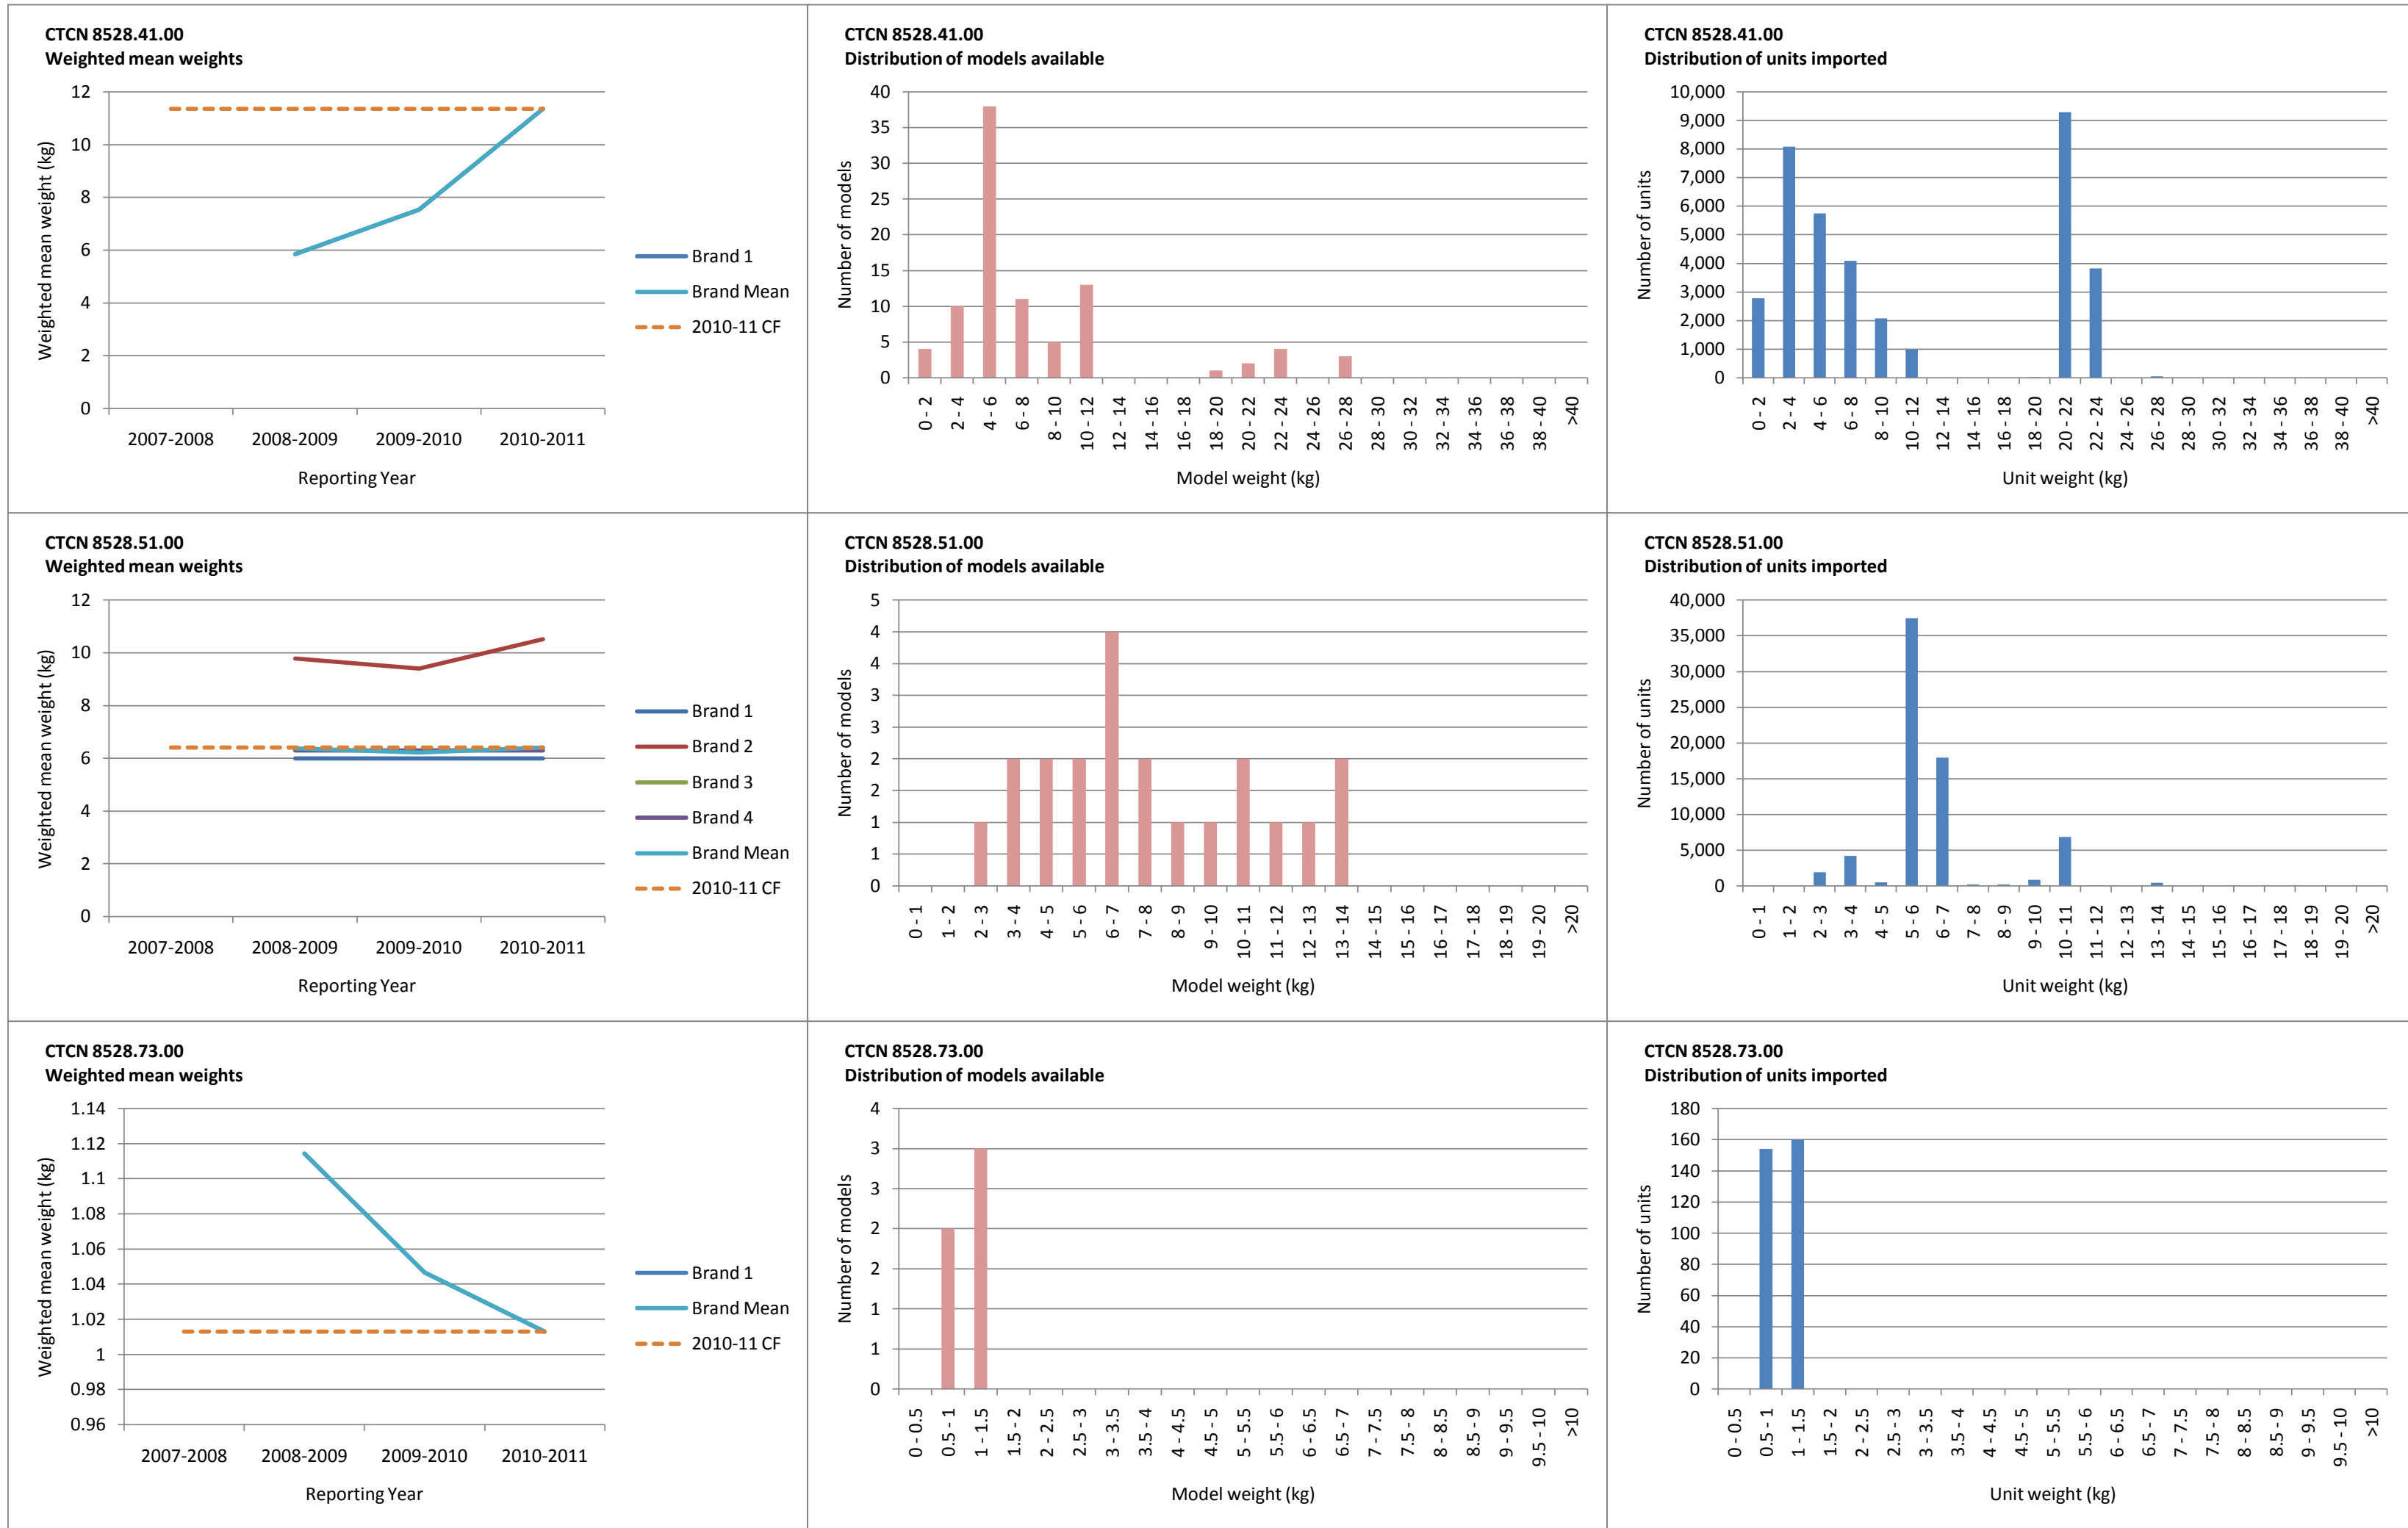 CTCN 8528.41.00
Weighted mean weights
12
10
8
6
4
2
0
Weighted mean weight (kg)
2007-2008 2008-2009 2009-2010 2010-2011
Reporting Year
Brand 1
Brand Mean
2010-11 CF
CTCN 8528.41.00
Distribution of models available
40
35
30
25
20
15
10
5
0
Number of models
0 - 2
2 - 4
4 - 6
6 - 8
8 - 10
10 - 12
12 - 14
14 - 16
16 - 18
18 - 20
20 - 22
22 - 24
24 - 26
26 - 28
28 - 30
30 - 32
32 - 34
34 - 36
36 - 38
38 - 40
>40
Model weight (kg)
CTCN 8528.41.00
Distribution of units imported
10,000
9,000
8,000
7,000
6,000
5,000
4,000
3,000
2,000
1,000
0
Number of units
0 - 2
2 - 4
4 - 6
6 - 8
8 - 10
10 - 12
12 - 14
14 - 16
16 - 18
18 - 20
20 - 22
22 - 24
24 - 26
26 - 28
28 - 30
30 - 32
32 - 34
34 - 36
36 - 38
38 - 40
>40
Unit weight (kg)
CTCN 8528.51.00
Weighted mean weights
12
10
8
6
4
2
0
Weighted mean weight (kg)
2007-2008 2008-2009 2009-2010 2010-2011
Reporting Year
Brand 1
Brand 2
Brand 3
Brand 4
Brand Mean
2010-11 CF
CTCN 8528.51.00
Distribution of models available
5
4
4
3
3
2
2
1
1
0
Number of models
0 - 1
1 - 2
2 - 3
3 - 4
4 - 5
5 - 6
6 - 7
7 - 8
8 - 9
9 - 10
10 - 11
11 - 12
12 - 13
13 - 14
14 - 15
15 - 16
16 - 17
17 - 18
18 - 19
19 - 20
>20
Model weight (kg)
CTCN 8528.51.00
Distribution of units imported
40,000
35,000
30,000
25,000
20,000
15,000
10,000
5,000
0
Number of units
0 - 1
1 - 2
2 - 3
3 - 4
4 - 5
5 - 6
6 - 7
7 - 8
8 - 9
9 - 10
10 - 11
11 - 12
12 - 13
13 - 14
14 - 15
15 - 16
16 - 17
17 - 18
18 - 19
19 - 20
>20
Unit weight (kg)
CTCN 8528.73.00
Weighted mean weights
1.14
1.12
1.1
1.08
1.06
1.04
1.02
1
0.98
0.96
Weighted mean weight (kg)
2007-2008 2008-2009 2009-2010 2010-2011
Reporting Year
Brand 1
Brand Mean
2010-11 CF
CTCN 8528.73.00
Distribution of models available
4
3
3
2
2
1
1
0
Number of models
0 - 0.5
0.5 - 1
1 - 1.5
1.5 - 2
2 - 2.5
2.5 - 3
3 - 3.5
3.5 - 4
4 - 4.5
4.5 - 5
5 - 5.5
5.5 - 6
6 - 6.5
6.5 - 7
7 - 7.5
7.5 - 8
8 - 8.5
8.5 - 9
9 - 9.5
9.5 - 10
>10
Model weight (kg)
CTCN 8528.73.00
Distribution of units imported
180
160
140
120
100
80
60
40
20
0
Number of units
0 - 0.5
0.5 - 1
1 - 1.5
1.5 - 2
2 - 2.5
2.5 - 3
3 - 3.5
3.5 - 4
4 - 4.5
4.5 - 5
5 - 5.5
5.5 - 6
6 - 6.5
6.5 - 7
7 - 7.5
7.5 - 8
8 - 8.5
8.5 - 9
9 - 9.5
9.5 - 10
>10
Unit weight (kg)